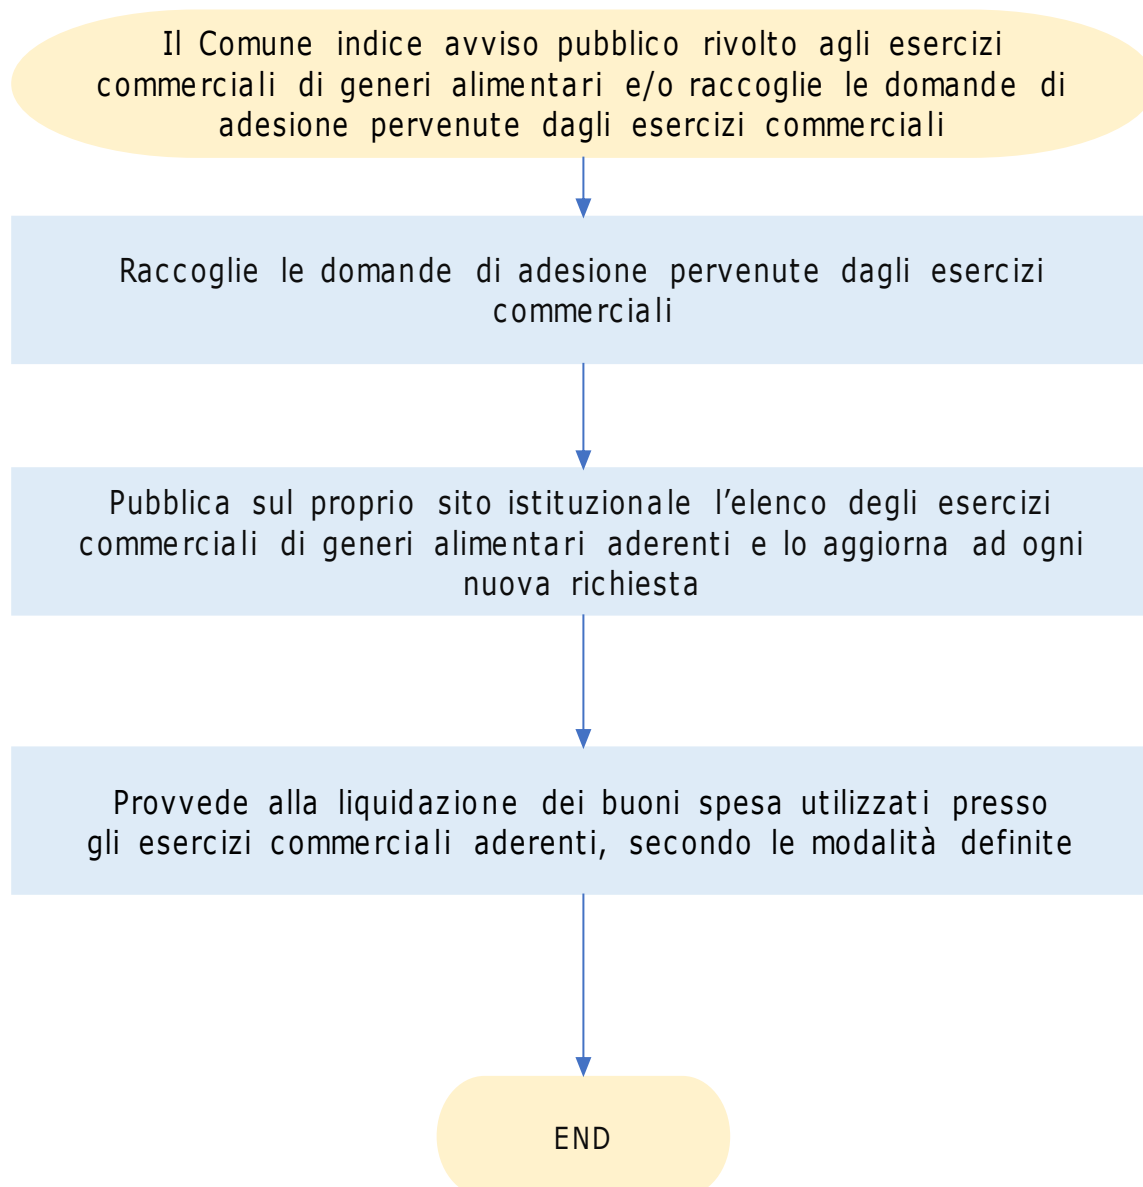 Il Comune indice avviso pubblico rivolto agli esercizi
commerciali di generi alimentari e/o raccoglie le domande di
adesione pervenute dagli esercizi commerciali
Raccoglie le domande di adesione pervenute dagli esercizi
commerciali
Pubblica sul proprio sito istituzionale l’elenco degli esercizi
commerciali di generi alimentari aderenti e lo aggiorna ad ogni
nuova richiesta
Provvede alla liquidazione dei buoni spesa utilizzati presso
gli esercizi commerciali aderenti, secondo le modalità definite
END